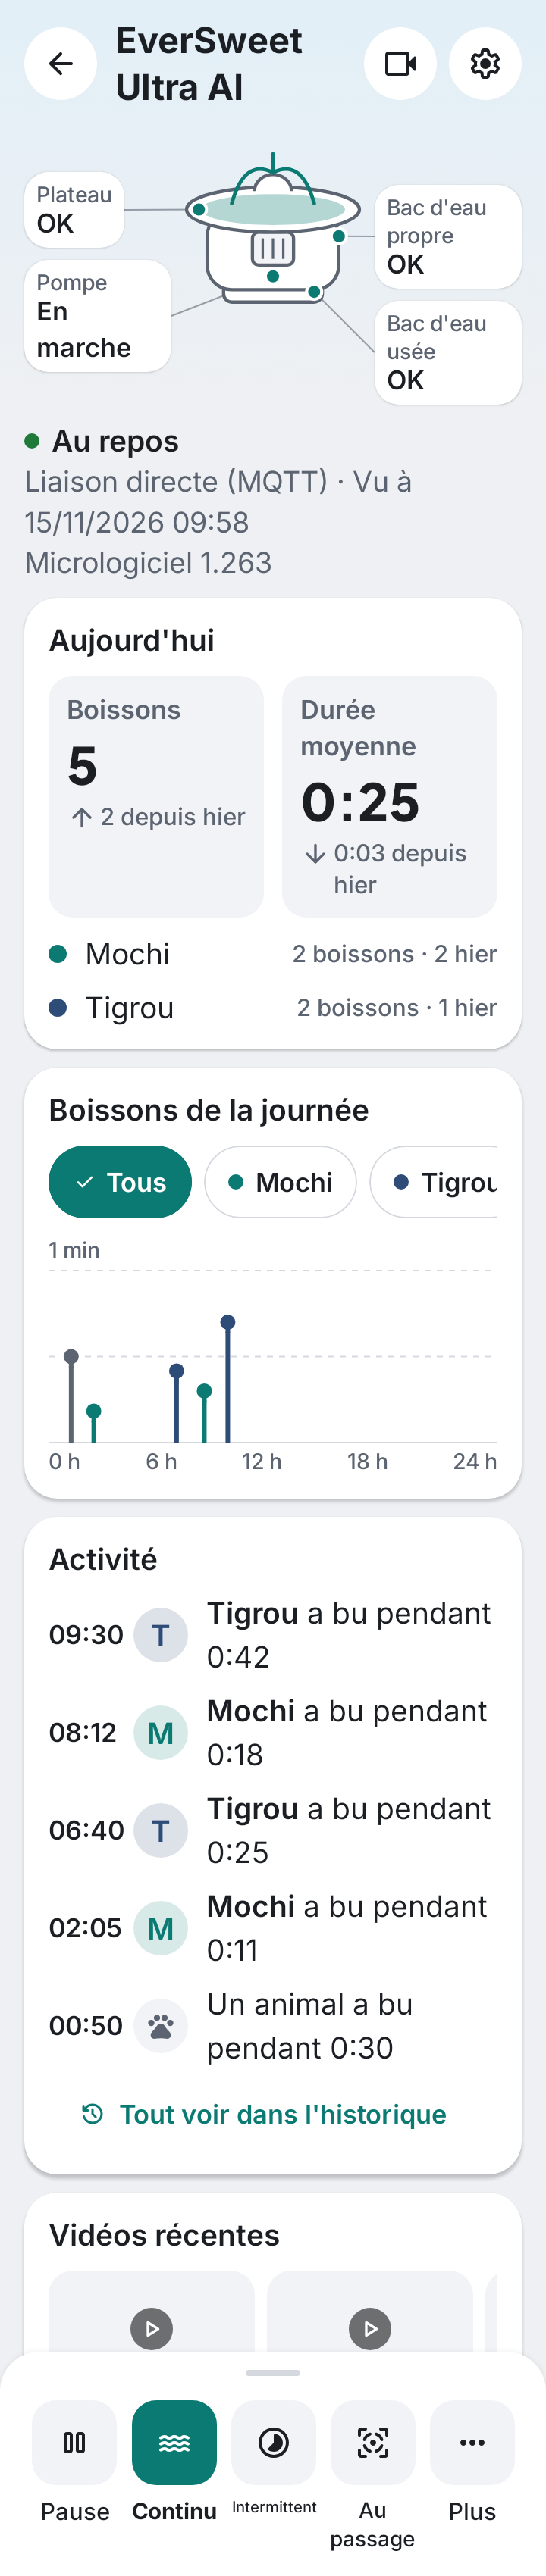 EverSweet
Ultra AI
Plateau
OK
Bac d'eau
propre
OK
Pompe
En
marche
Bac d'eau
usée
OK
Au repos
Liaison directe (MQTT) · Vu à
15/11/2026 09:58
Micrologiciel 1.263
Aujourd'hui
Boissons
5
↑ 2 depuis hier
Durée
moyenne
0:25
↓ 0:03 depuis
hier
Mochi 2 boissons · 2 hier
Tigrou 2 boissons · 1 hier
Boissons de la journée
Tous Mochi Tigrou
1 min
0 h 6 h 12 h 18 h 24 h
Activité
09:30 T Tigrou a bu pendant
0:42
08:12 M Mochi a bu pendant
0:18
06:40 T Tigrou a bu pendant
0:25
02:05 M Mochi a bu pendant
0:11
00:50 Un animal a bu
pendant 0:30
Tout voir dans l'historique
Vidéos récentes
Pause Continu Intermittent Au
passage Plus